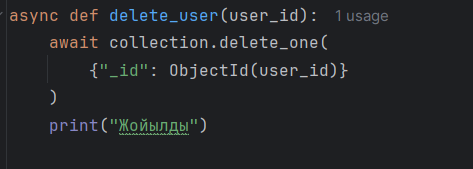 async def delete_user(user_id): 1 usage
    await collection.delete_one(
        {"_id": ObjectId(user_id)}
    )
    print("Жойылды")